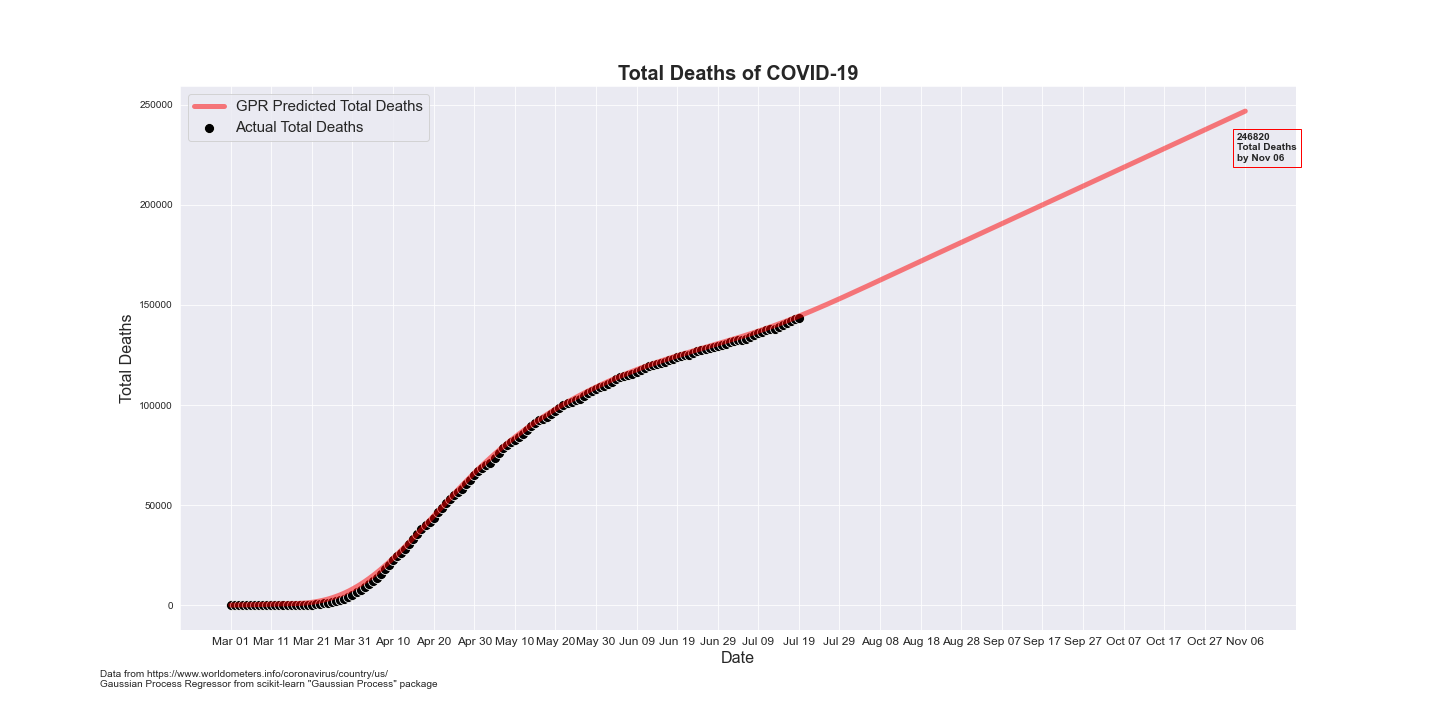 Total Deaths of COVID-19
GPR Predicted Total Deaths
Actual Total Deaths
250000
200000
150000
100000
50000
0
Total Deaths
246820
Total Deaths
by Nov 06
Mar 01 Mar 11 Mar 21 Mar 31 Apr 10 Apr 20 Apr 30 May 10 May 20 May 30 Jun 09 Jun 19 Jun 29 Jul 09 Jul 19 Jul 29 Aug 08 Aug 18 Aug 28 Sep 07 Sep 17 Sep 27 Oct 07 Oct 17 Oct 27 Nov 06
Date
Data from https://www.worldometers.info/coronavirus/country/us/
Gaussian Process Regressor from scikit-learn "Gaussian Process" package